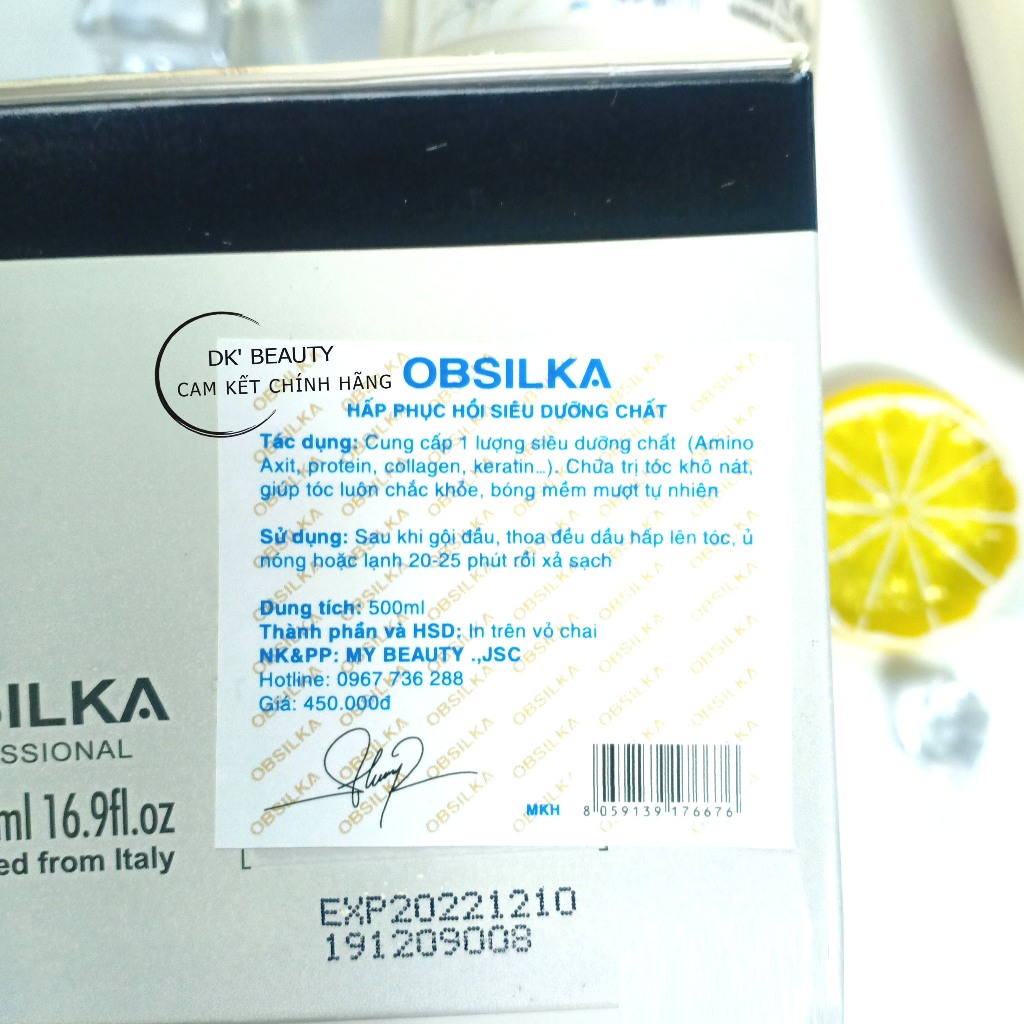 DK' BEAUTY
CAM KẾT CHÍNH HÃNG
OBSILKA
HẤP PHỤC HỒI SIÊU DƯỠNG CHẤT
Tác dụng: Cung cấp 1 lượng siêu dưỡng chất (Amino
Axit, protein, collagen, keratin...). Chữa trị tóc khô nát,
giúp tóc luôn chắc khỏe, bóng mềm mượt tự nhiên
Sử dụng: Sau khi gội đầu, thoa đều dầu hấp lên tóc, ủ
nóng hoặc lạnh 20-25 phút rồi xả sạch
Dung tích: 500ml
Thành phần và HSD: In trên vỏ chai
NK&PP: MY BEAUTY .,JSC
Hotline: 0967 736 288
Giá: 450.000đ
MKH
8 059139 176676
SILKA
SSIONAL
ml 16.9fl.oz
ed from Italy
EXP20221210
191209008